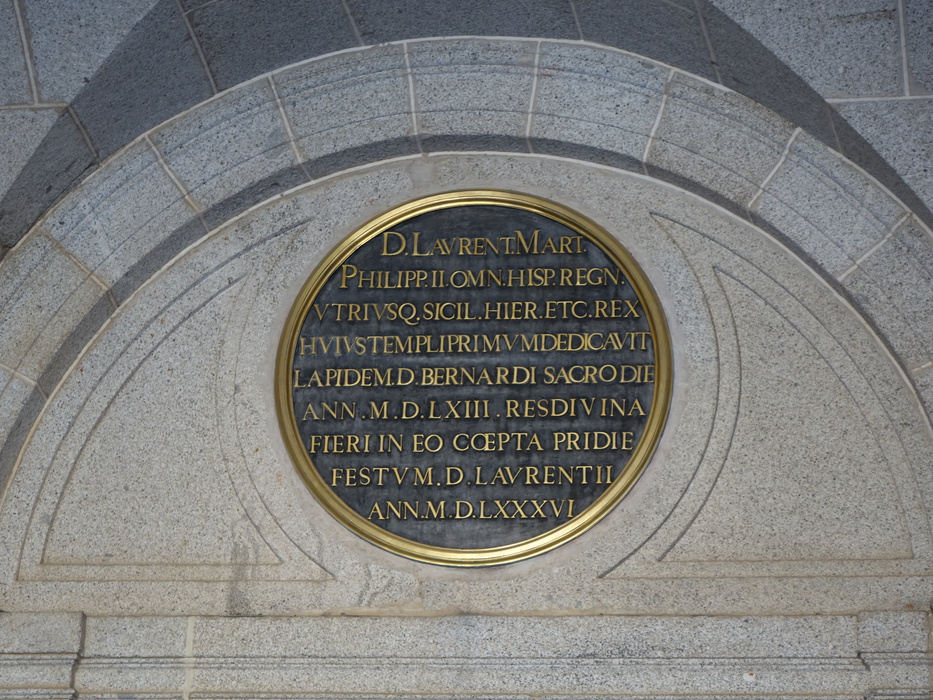 D. LAVRENT. MART.
PHILIPP. II. OMN. HISP. REGN.
VTRIVSQ. SICIL. HIER. ETC. REX
HVIVS TEMPLI PRIMVM DEDICAVIT
LAPIDEM. D. BERNARDI SACRO DIE
ANN. M. D. LXIII. RES DIVINA
FIERI IN EO CŒPTA PRIDIE
FESTVM. D. LAVRENTII
ANN. M. D. LXXXVI